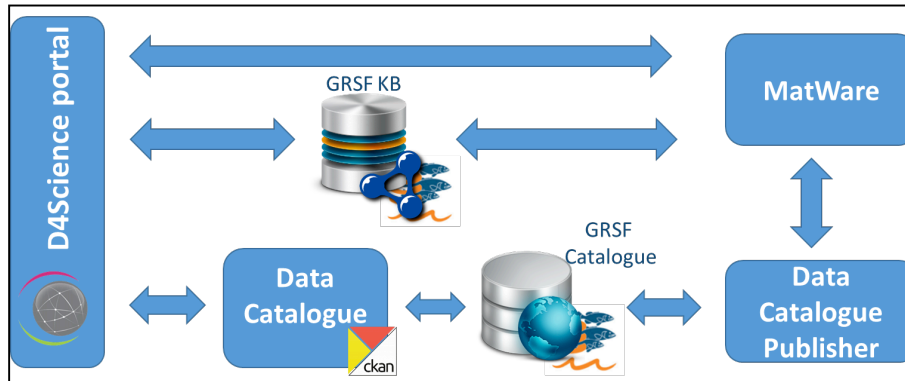 D4Science portal
GRSF KB
MatWare
GRSF
Catalogue
Data
Catalogue
ckan
Data
Catalogue
Publisher